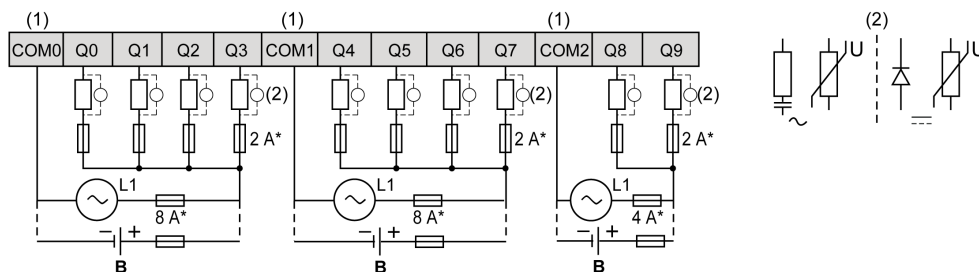 (1) (1) (1) (2)
COM0 Q0 Q1 Q2 Q3 COM1 Q4 Q5 Q6 Q7 COM2 Q8 Q9
U U
(2) (2) (2)
2 A* 2 A* 2 A*
L1 L1 L1
8 A* 8 A* 4 A*
− + − + − +
B B B